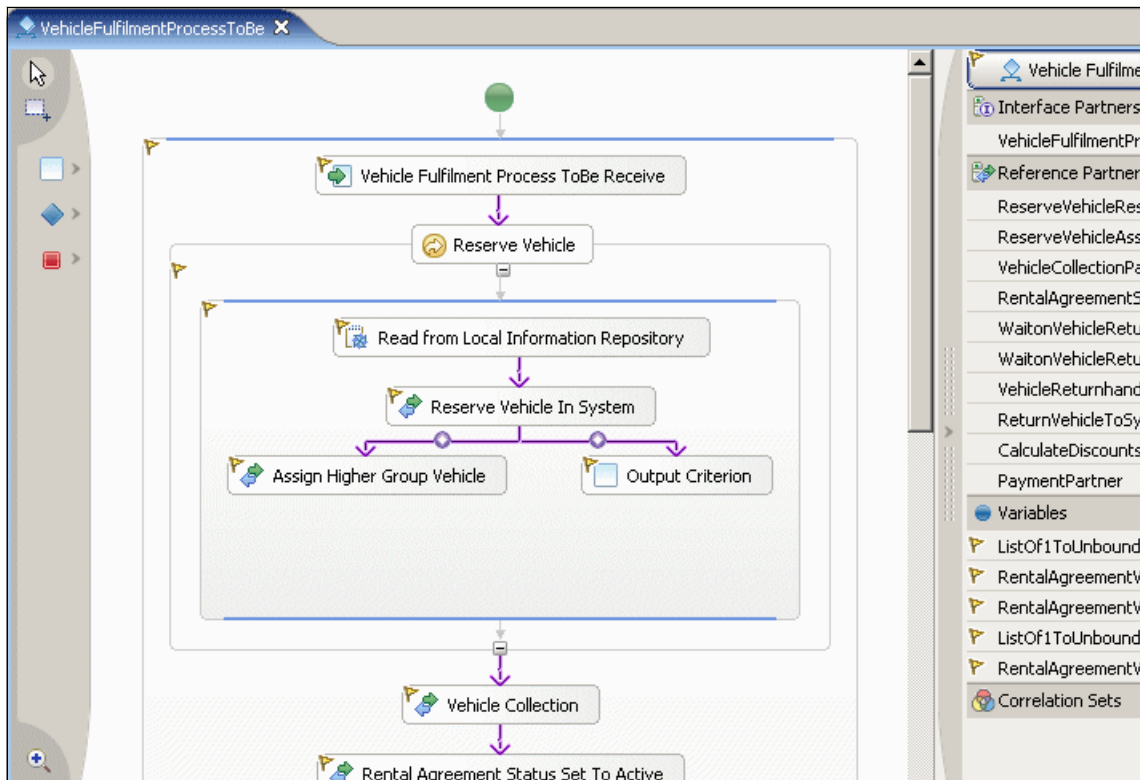 VehicleFulfilmentProcessToBe
Vehicle Fulfilment Process ToBe Receive
Reserve Vehicle
Read from Local Information Repository
Reserve Vehicle In System
Assign Higher Group Vehicle
Output Criterion
Vehicle Collection
Rental Agreement Status Set To Active
Vehicle Fulfilme
Interface Partners
VehicleFulfilmentPr
Reference Partner
ReserveVehicleRes
ReserveVehicleAss
VehicleCollectionPa
RentalAgreementS
WaitonVehicleRetu
WaitonVehicleRetu
VehicleReturnhand
ReturnVehicleToSy
CalculateDiscounts
PaymentPartner
Variables
ListOf1ToUnbound
RentalAgreementV
RentalAgreementV
ListOf1ToUnbound
RentalAgreementV
Correlation Sets